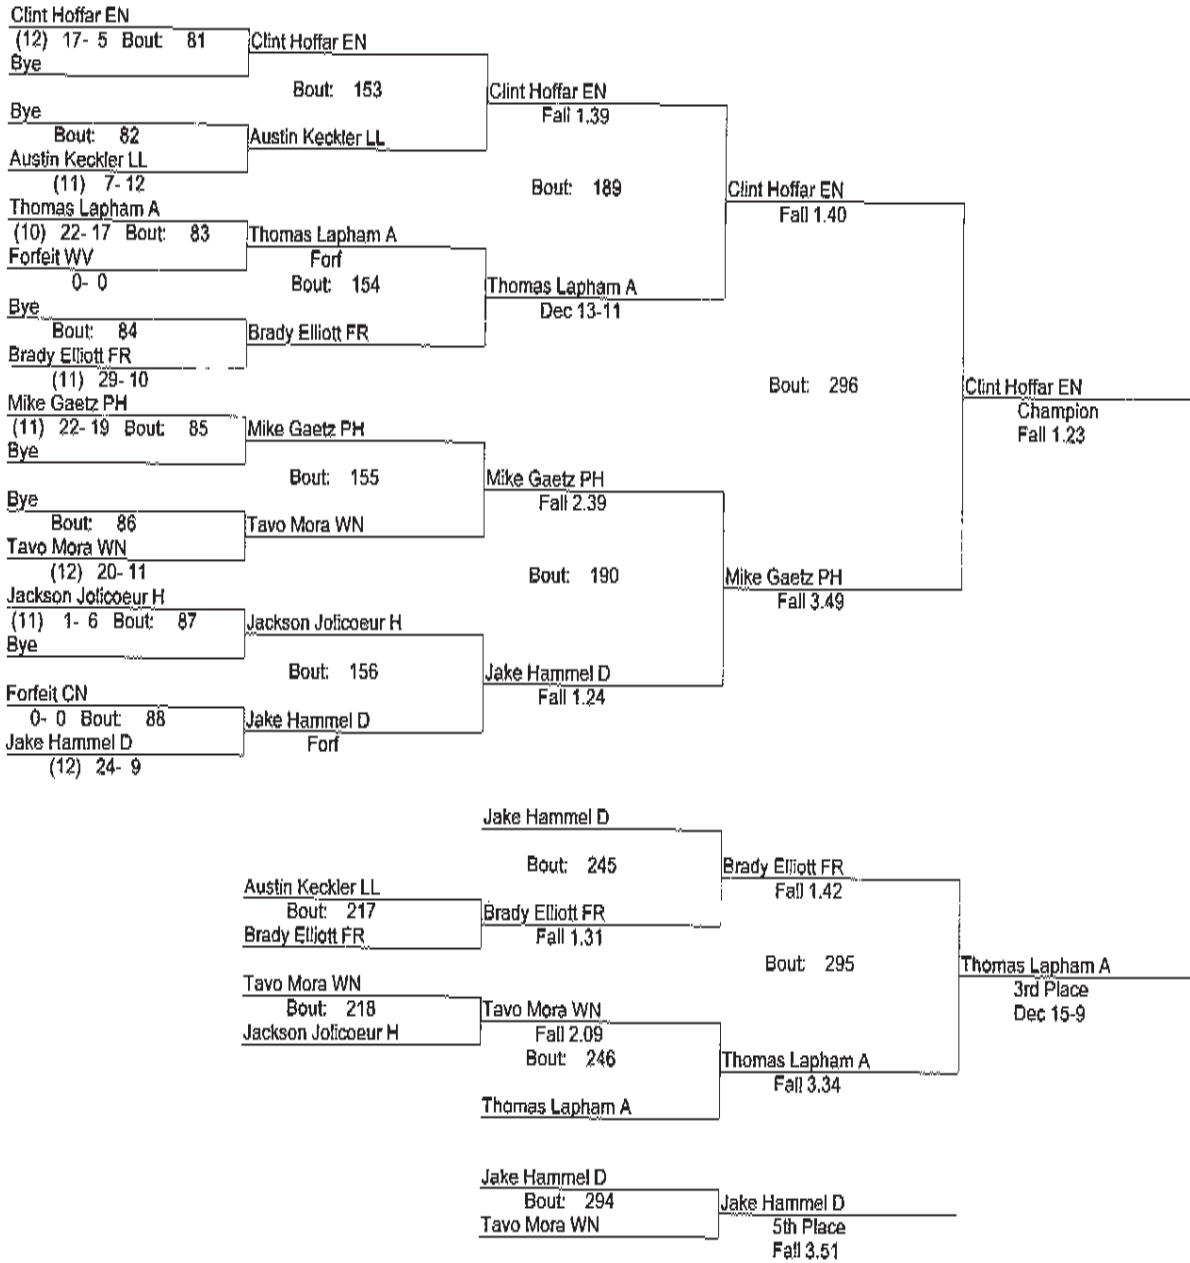 Clint Hoffar EN
(12) 17- 5 Bout: 81
Bye
Clint Hoffar EN
Bout: 153
Bye
Bout: 82
Austin Keckler LL
(11) 7- 12
Austin Keckler LL
Clint Hoffar EN
Fall 1.39
Bout: 189
Thomas Lapham A
(10) 22- 17 Bout: 83
Forfeit WV
0- 0
Thomas Lapham A
Forf
Bout: 154
Bye
Bout: 84
Brady Elliott FR
(11) 29- 10
Brady Elliott FR
Thomas Lapham A
Dec 13-11
Clint Hoffar EN
Fall 1.40
Bout: 296
Mike Gaetz PH
(11) 22- 19 Bout: 85
Bye
Mike Gaetz PH
Bout: 155
Bye
Bout: 86
Tavo Mora WN
(12) 20- 11
Tavo Mora WN
Mike Gaetz PH
Fall 2.39
Bout: 190
Jackson Jolicoeur H
(11) 1- 6 Bout: 87
Bye
Jackson Jolicoeur H
Bout: 156
Forfeit CN
0- 0 Bout: 88
Jake Hammel D
(12) 24- 9
Jake Hammel D
Forf
Jake Hammel D
Fall 1.24
Mike Gaetz PH
Fall 3.49
Clint Hoffar EN
Champion
Fall 1.23
Jake Hammel D
Bout: 245
Austin Keckler LL
Bout: 217
Brady Elliott FR
Brady Elliott FR
Fall 1.31
Brady Elliott FR
Fall 1.42
Bout: 295
Tavo Mora WN
Bout: 218
Jackson Jolicoeur H
Tavo Mora WN
Fall 2.09
Bout: 246
Thomas Lapham A
Thomas Lapham A
Fall 3.34
Thomas Lapham A
3rd Place
Dec 15-9
Jake Hammel D
Bout: 294
Tavo Mora WN
Jake Hammel D
5th Place
Fall 3.51